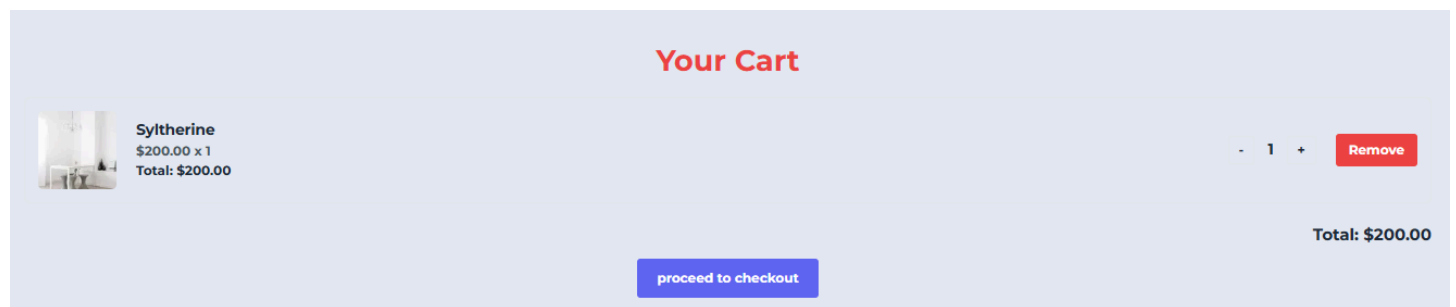 Your Cart
Syltherine
$200.00 x 1
Total: $200.00
- 1 +
Remove
Total: $200.00
proceed to checkout